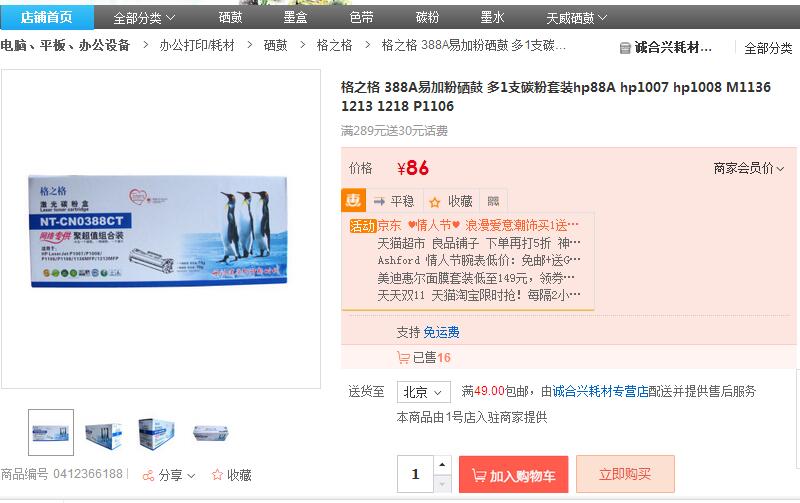 店铺首页 全部分类 硒鼓 墨盒 色带 碳粉 墨水 天威硒鼓
电脑、平板、办公设备 > 办公打印/耗材 > 硒鼓 > 格之格 > 格之格 388A易加粉硒鼓 多1支碳...
诚合兴耗材... 全部分类
格之格 388A易加粉硒鼓 多1支碳粉套装hp88A hp1007 hp1008 M1136
1213 1218 P1106
满289元送30元话费
价格 ¥86 商家会员价
惠 平稳 收藏
活动 京东 ♥情人节♥ 浪漫爱意潮饰买1送…
天猫超市 良品铺子 下单再打5折 神…
Ashford 情人节腕表低价: 免邮+送G…
美迪惠尔面膜套装低至149元，领券…
天天双11 天猫淘宝限时抢！每隔2小…
支持 免运费
已售16
送货至 北京 满49.00包邮，由诚合兴耗材专营店配送并提供售后服务
本商品由1号店入驻商家提供
1 加入购物车 立即购买
格之格
激光碳粉盒
Laser toner cartridge
NT-CN0388CT
网络专供 聚超值组合装
适用于:
HP LaserJet P1007/P1008/
P1106/P1108/1136MFP/1213MFP
商品编号 0412366188 分享 收藏